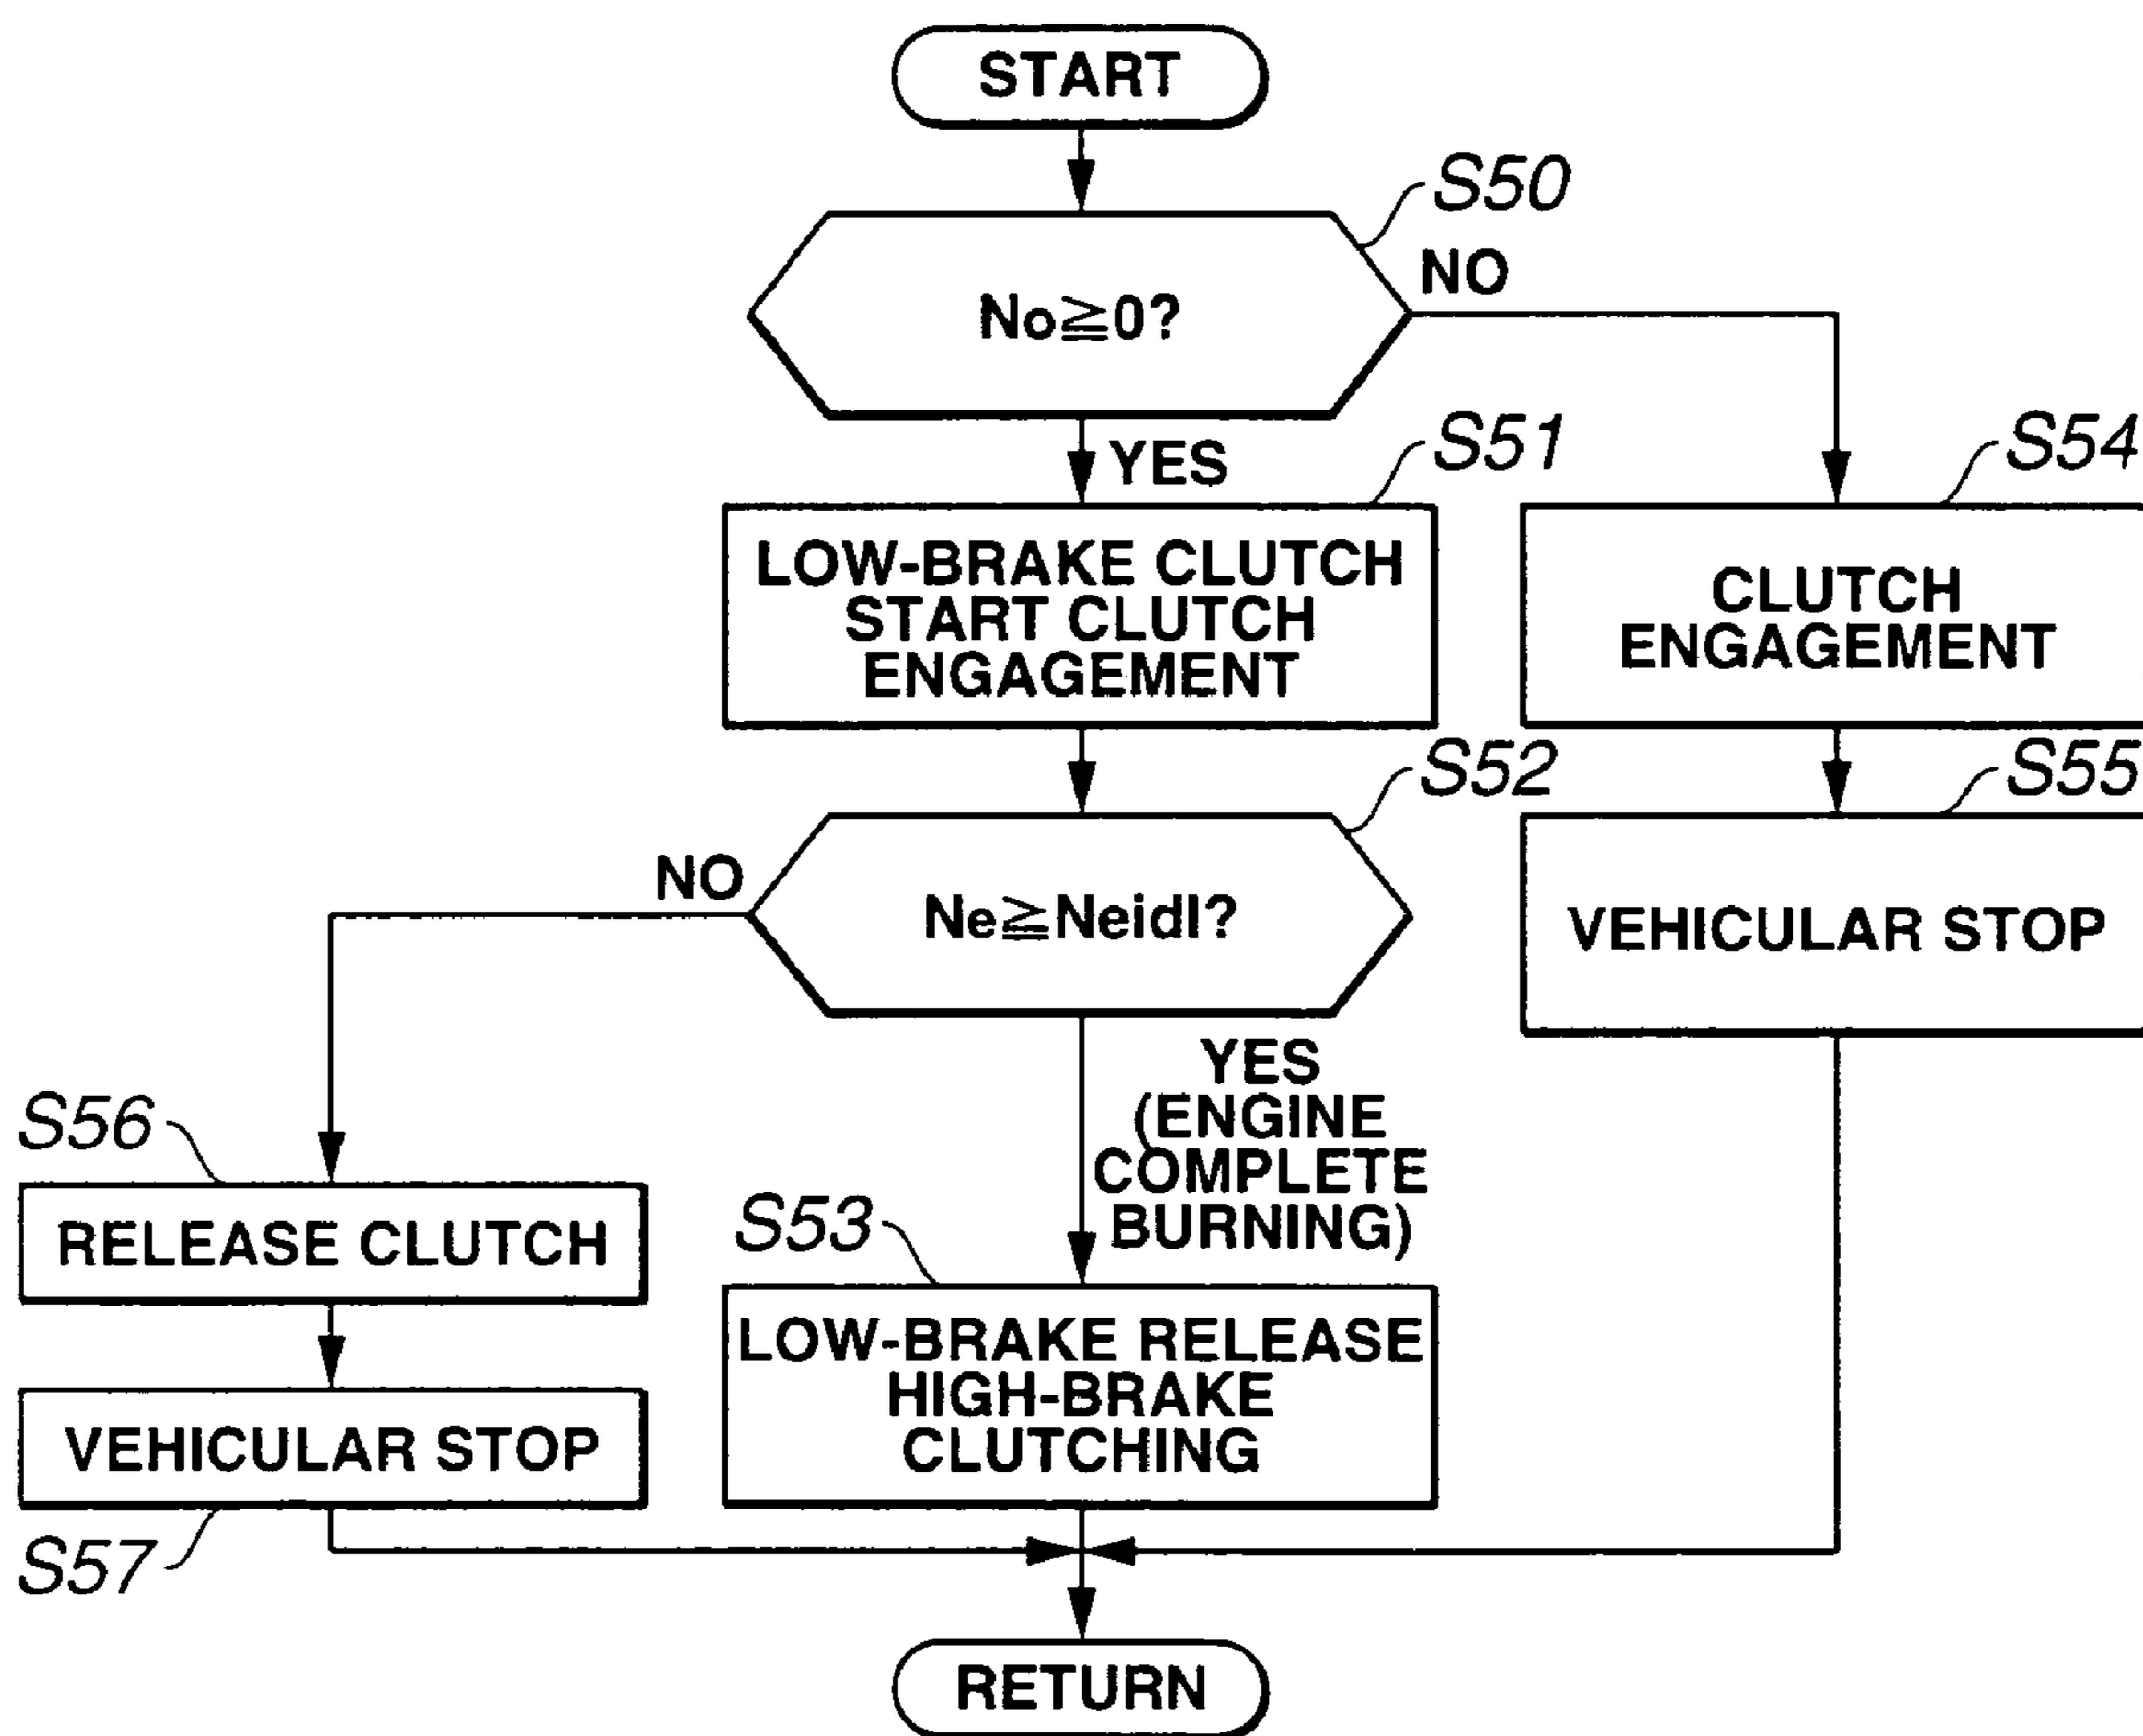 START
S50
No≧0?
NO
YES
S51
LOW-BRAKE CLUTCH
START CLUTCH
ENGAGEMENT
S54
CLUTCH
ENGAGEMENT
S52
Ne≧Neidl?
NO
S55
VEHICULAR STOP
YES
(ENGINE
COMPLETE
BURNING)
S56
RELEASE CLUTCH
S53
LOW-BRAKE RELEASE
HIGH-BRAKE
CLUTCHING
VEHICULAR STOP
S57
RETURN